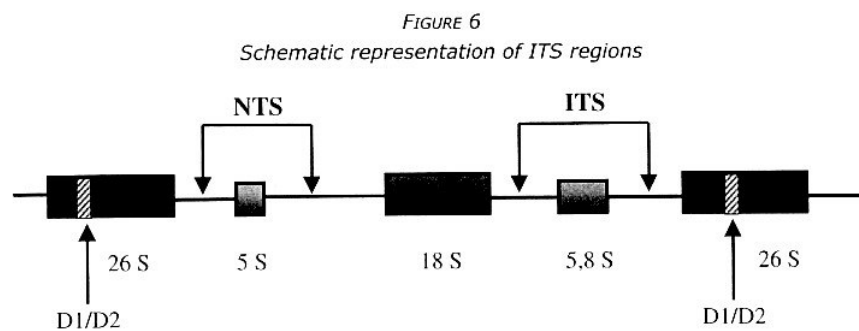 FIGURE 6
Schematic representation of ITS regions
NTS ITS
26 S 5 S 18 S 5,8 S 26 S
D1/D2 D1/D2